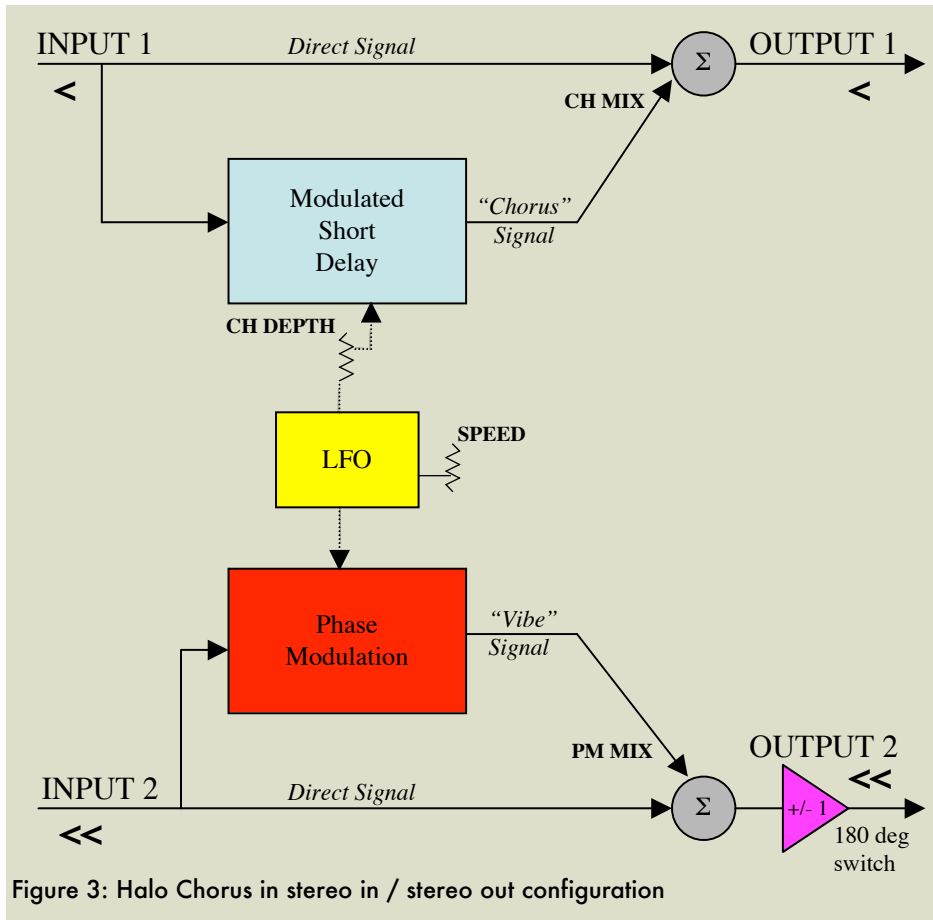 INPUT 1
Direct Signal
Σ
OUTPUT 1
<
<
CH MIX
Modulated
Short
Delay
“Chorus”
Signal
CH DEPTH
LFO
SPEED
Phase
Modulation
“Vibe”
Signal
PM MIX
OUTPUT 2
<<
INPUT 2
Direct Signal
Σ
+/- 1
<<
180 deg
switch
Figure 3: Halo Chorus in stereo in / stereo out configuration